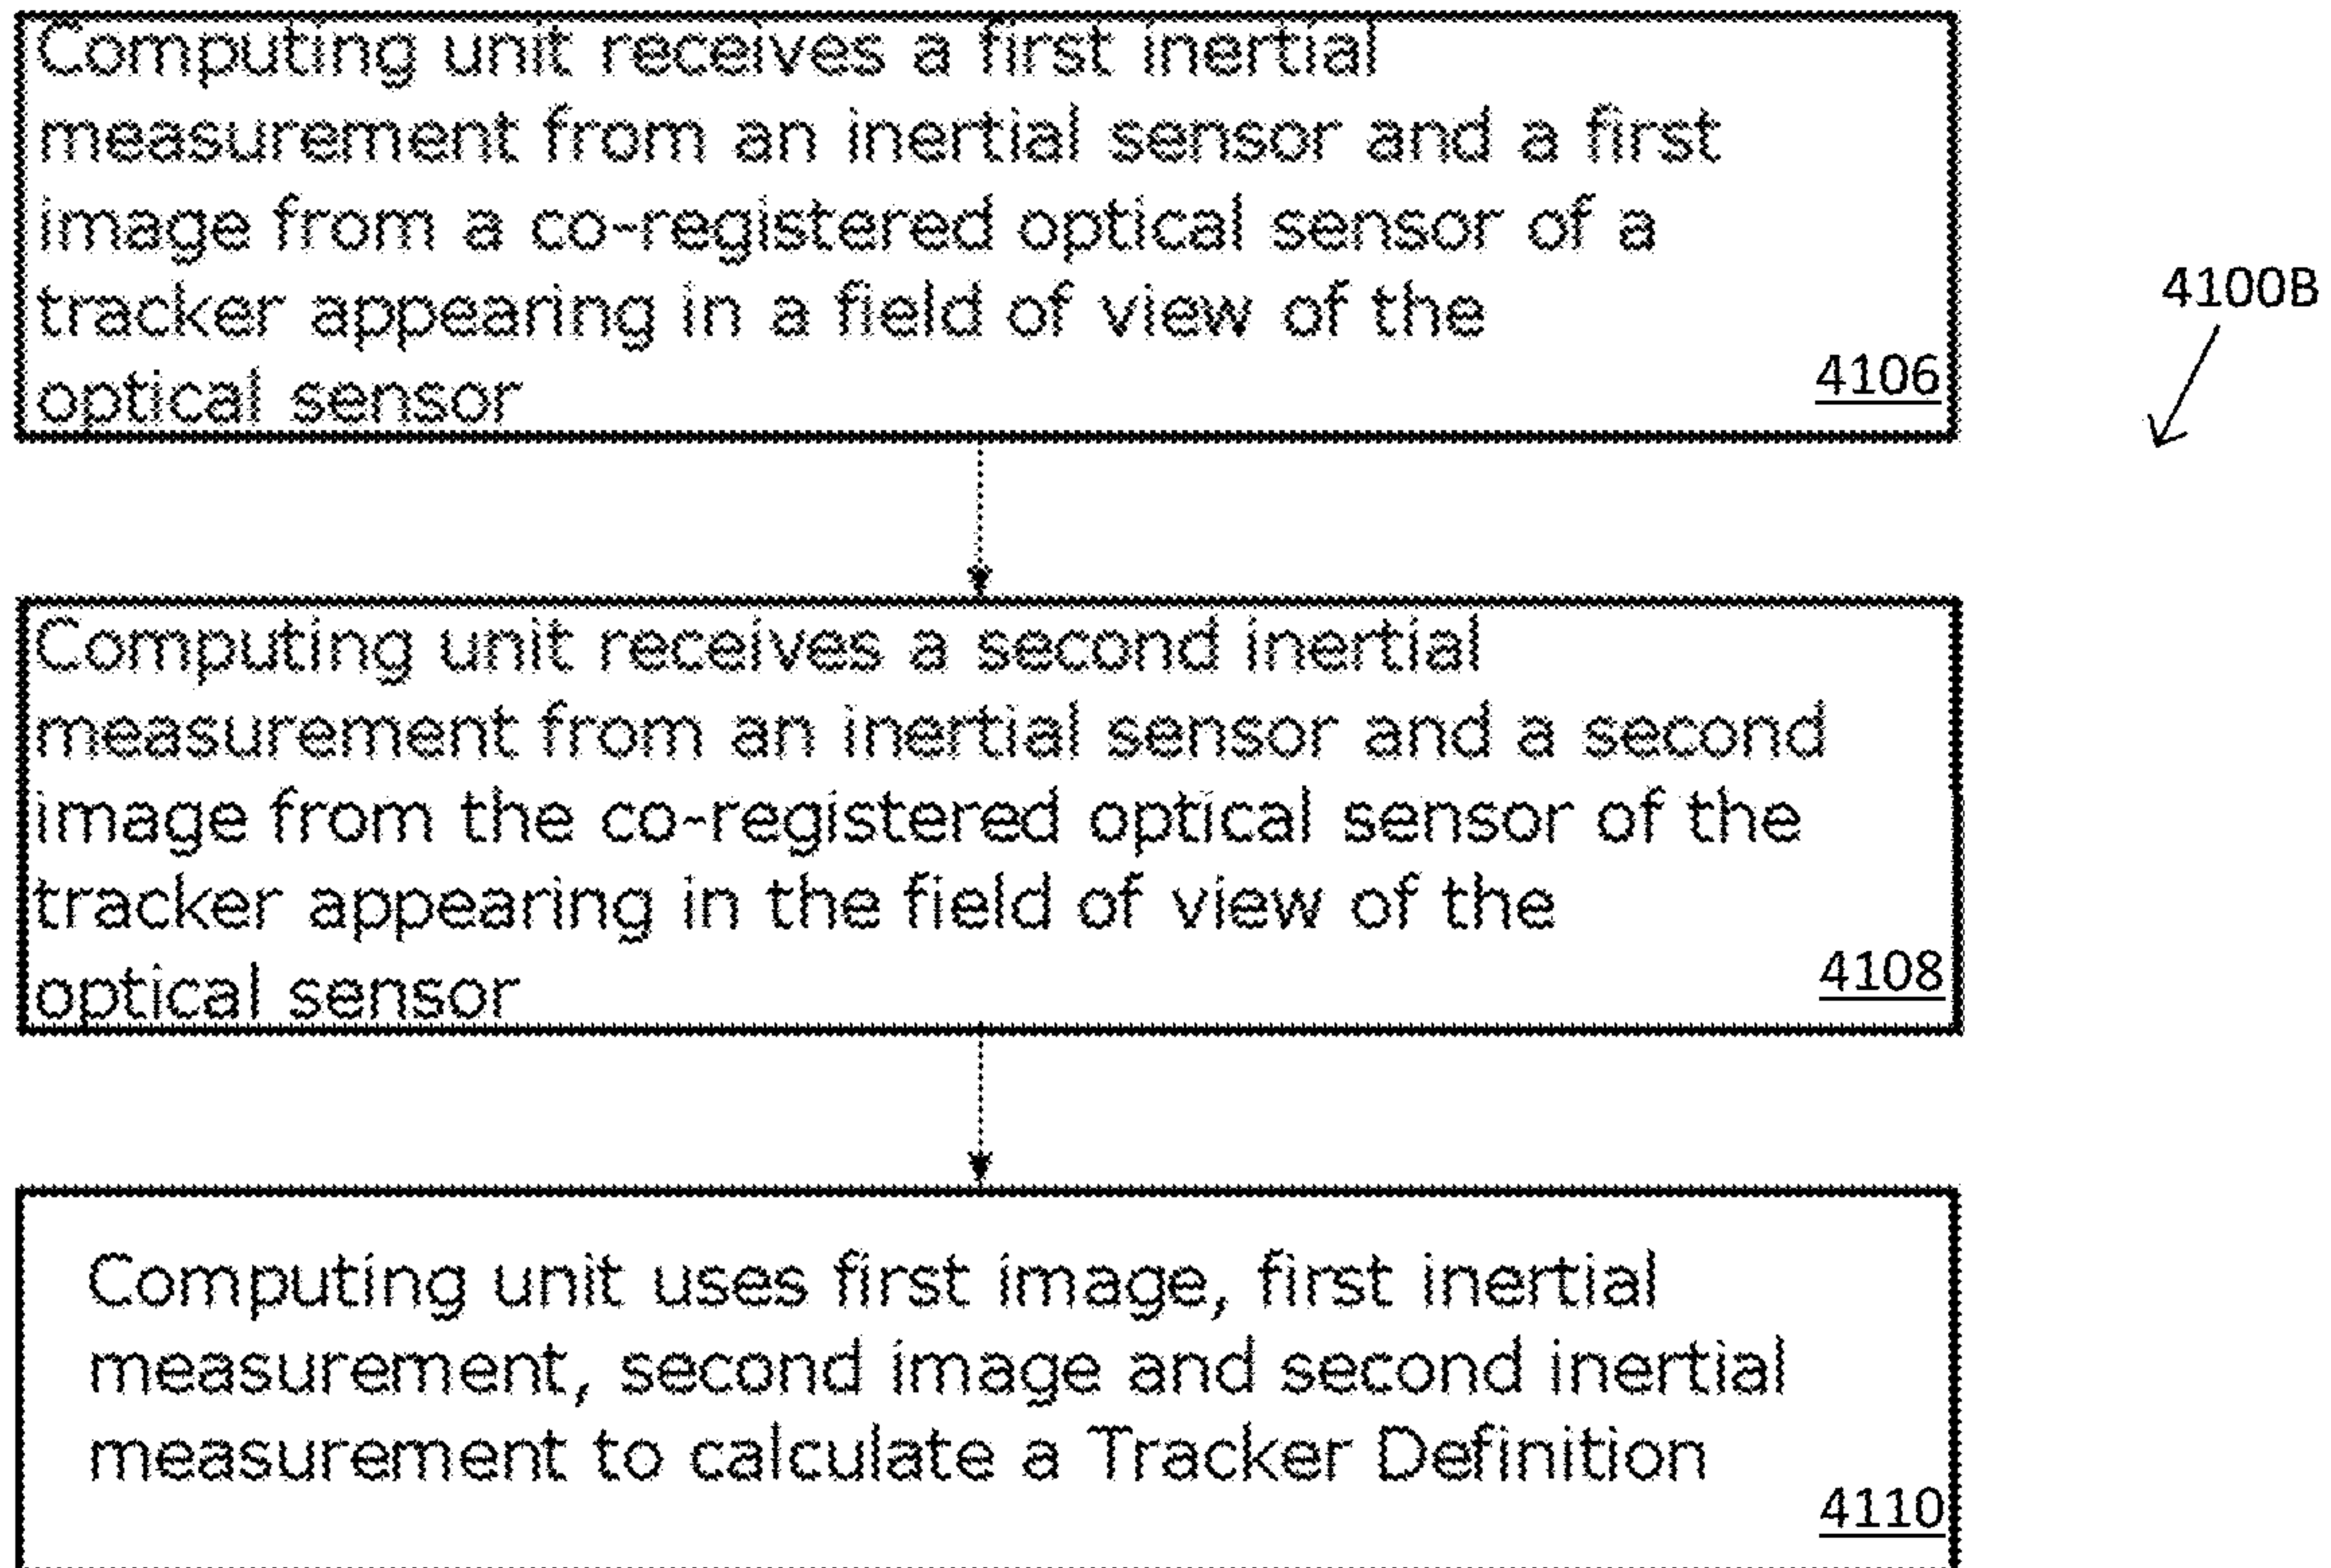 Computing unit receives a first inertial
measurement from an inertial sensor and a first
image from a co-registered optical sensor of a
tracker appearing in a field of view of the
optical sensor
4106
4100B
Computing unit receives a second inertial
measurement from an inertial sensor and a second
image from the co-registered optical sensor of the
tracker appearing in the field of view of the
optical sensor
4108
Computing unit uses first image, first inertial
measurement, second image and second inertial
measurement to calculate a Tracker Definition
4110